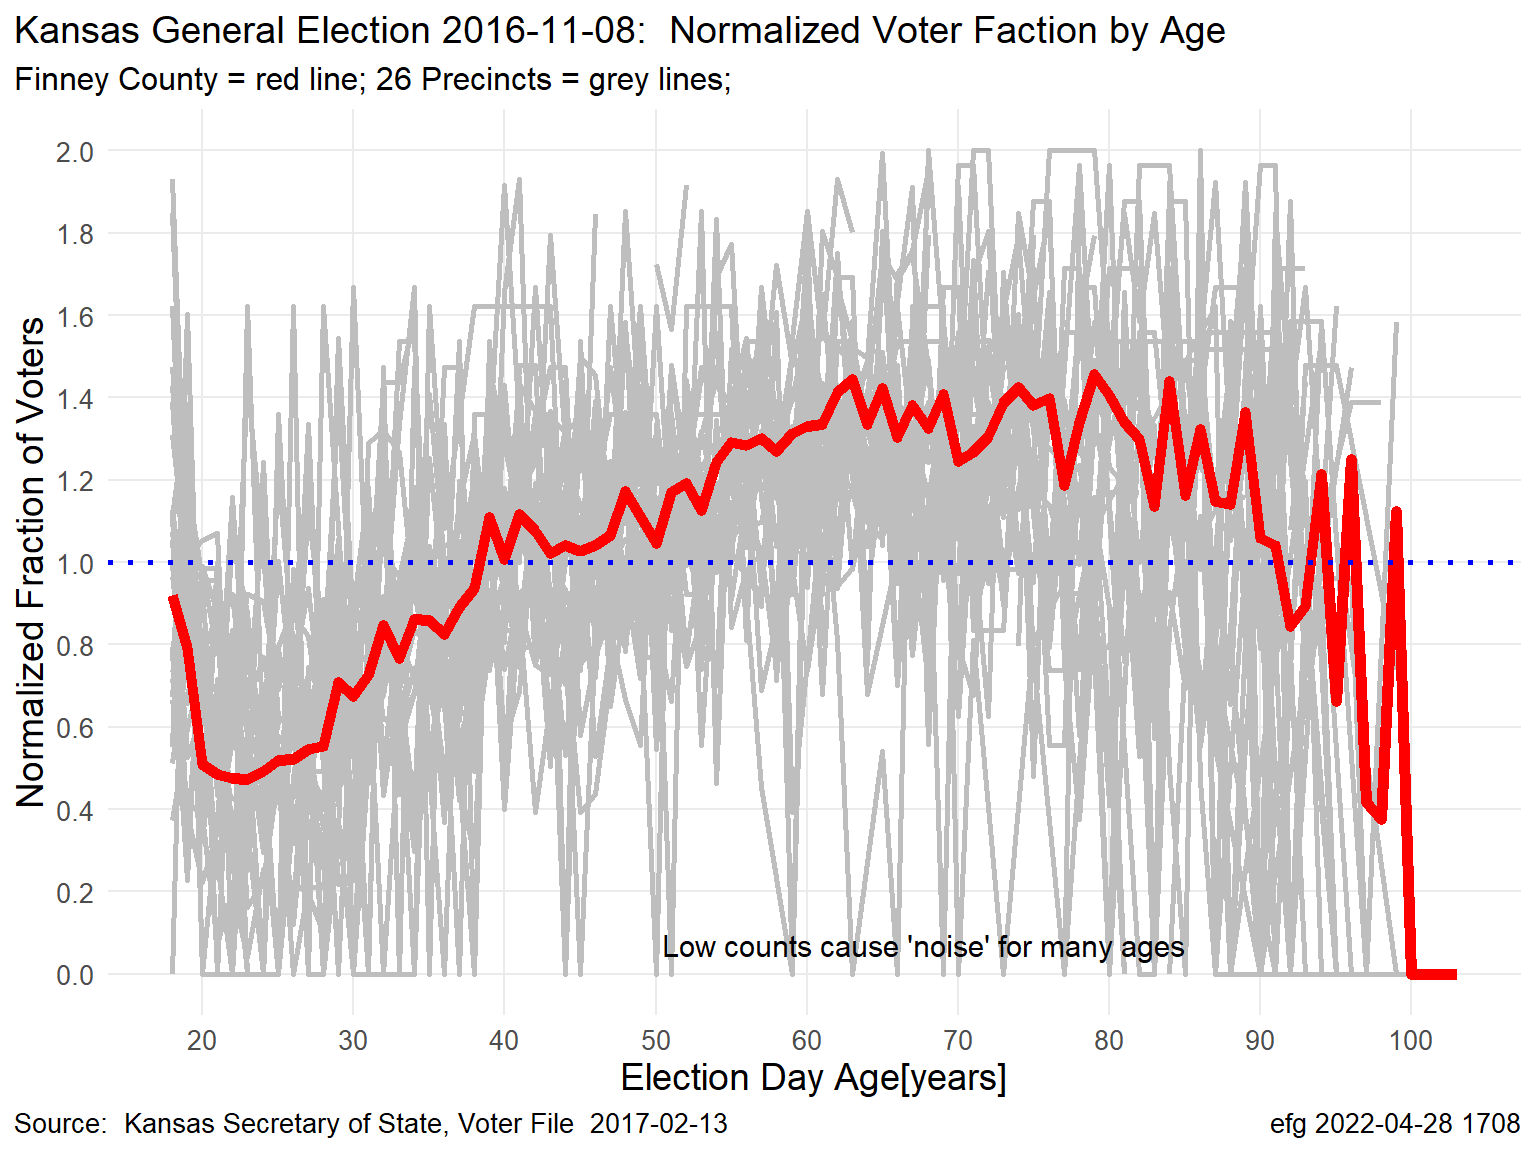 Kansas General Election 2016-11-08:  Normalized Voter Faction by Age
Finney County = red line; 26 Precincts = grey lines;
Normalized Fraction of Voters
2.0
1.8
1.6
1.4
1.2
1.0
0.8
0.6
0.4
0.2
0.0
Low counts cause 'noise' for many ages
20 30 40 50 60 70 80 90 100
Election Day Age[years]
Source:  Kansas Secretary of State, Voter File  2017-02-13
efg 2022-04-28 1708